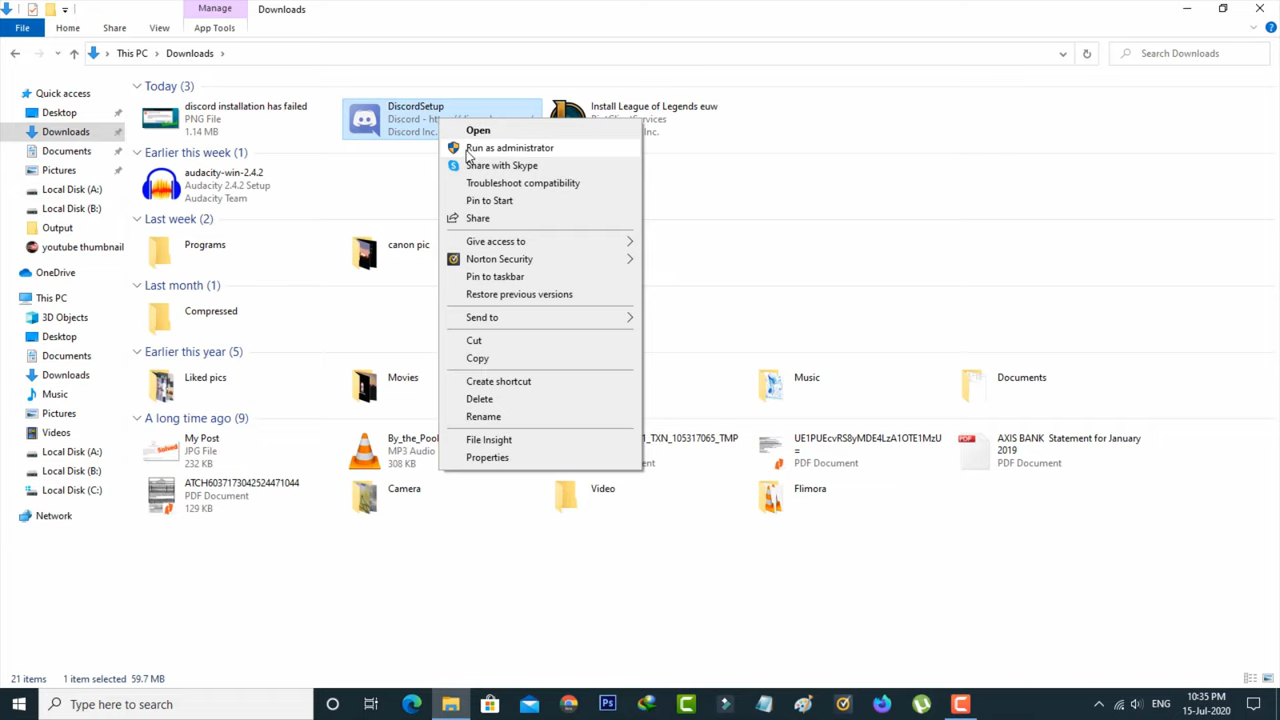 Manage
Downloads
File
Home
Share
View
App Tools
This PC
Downloads
Search Downloads
Quick access
Desktop
Downloads
Documents
Pictures
Local Disk (A:)
Local Disk (B:)
Output
youtube thumbnail
OneDrive
This PC
3D Objects
Desktop
Documents
Downloads
Music
Pictures
Videos
Local Disk (A:)
Local Disk (B:)
Local Disk (C:)
Network
Today (3)
discord installation has failed
PNG File
1.14 MB
DiscordSetup
Discord Inc.
Install League of Legends euw
RiotClientServices
Inc.
Earlier this week (1)
audacity-win-2.4.2
Audacity 2.4.2 Setup
Audacity Team
Last week (2)
Programs
canon pic
Last month (1)
Compressed
Earlier this year (5)
Liked pics
Movies
Music
Documents
A long time ago (9)
My Post
JPG File
232 KB
By_the_Poo
MP3 Audio
308 KB
1_TXN_105317065_TMP
ment
UE1PUEcvRS8yMDE4LzA1OTE1MzU
=
PDF Document
AXIS BANK Statement for January
2019
PDF Document
ATCH6037173042524471044
PDF Document
129 KB
Camera
Video
Flimora
Open
Run as administrator
Share with Skype
Troubleshoot compatibility
Pin to Start
Share
Give access to
Norton Security
Pin to taskbar
Restore previous versions
Send to
Cut
Copy
Create shortcut
Delete
Rename
File Insight
Properties
21 items
1 item selected 59.7 MB
Type here to search
Ps
ENG
10:35 PM
15-Jul-2020